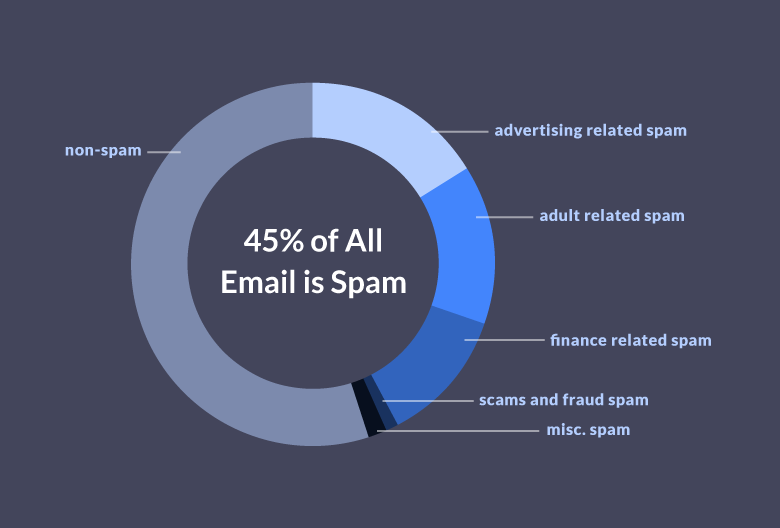 advertising related spam
non-spam
adult related spam
45% of All
Email is Spam
finance related spam
scams and fraud spam
misc. spam